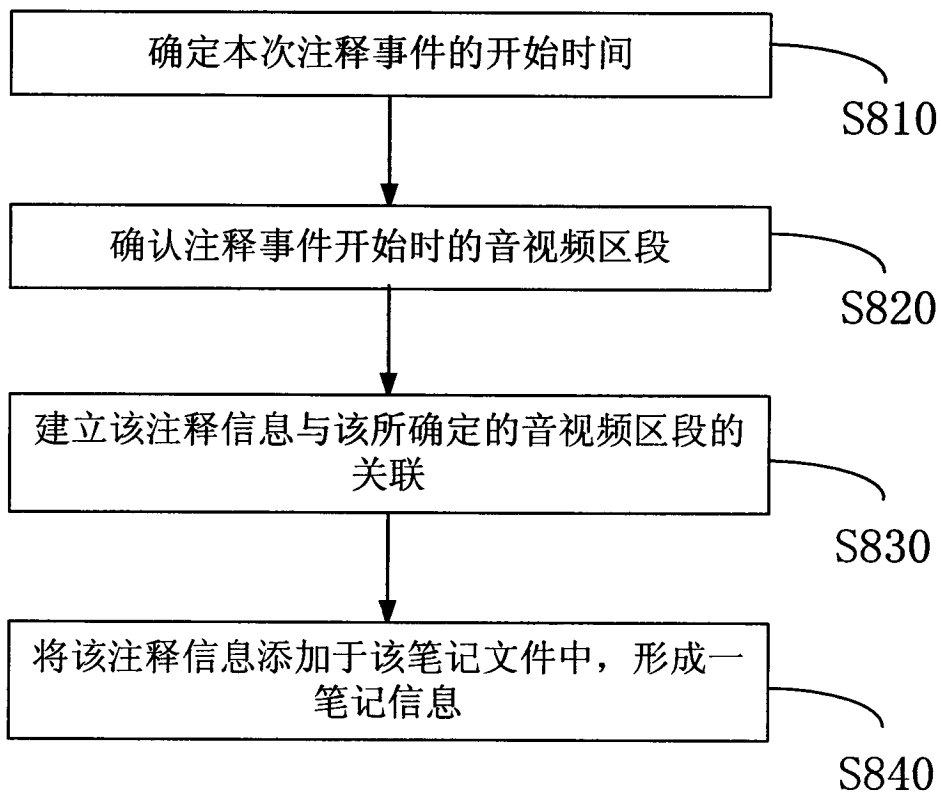 确定本次注释事件的开始时间
S810
确认注释事件开始时的音视频区段
S820
建立该注释信息与该所确定的音视频区段的
关联
S830
将该注释信息添加于该笔记文件中，形成一
笔记信息
S840